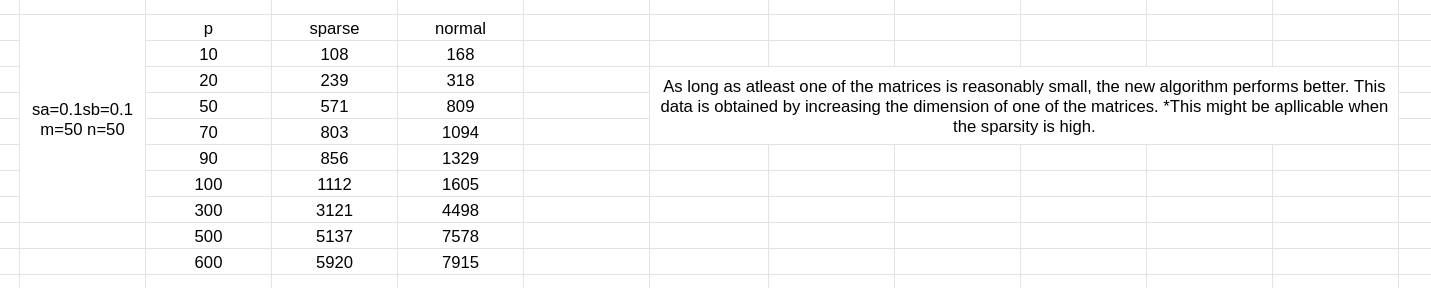 p sparse normal
10 108 168
20 239 318
50 571 809
70 803 1094
90 856 1329
100 1112 1605
300 3121 4498
500 5137 7578
600 5920 7915
sa=0.1sb=0.1
m=50 n=50
As long as atleast one of the matrices is reasonably small, the new algorithm performs better. This
data is obtained by increasing the dimension of one of the matrices. *This might be apllicable when
the sparsity is high.